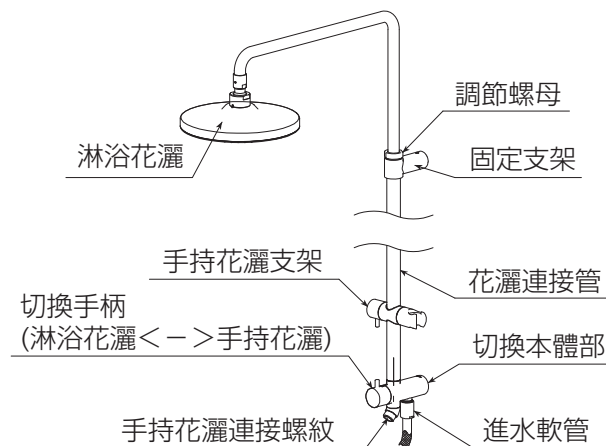 調節螺母
淋浴花灑
固定支架
手持花灑支架
花灑連接管
切換手柄
(淋浴花灑<ー>手持花灑)
切換本體部
手持花灑連接螺紋
進水軟管